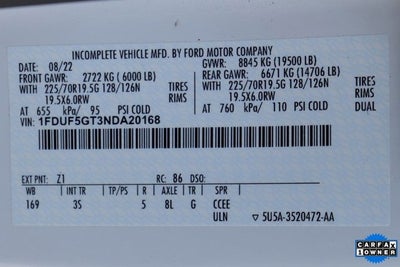 INCOMPLETE VEHICLE MFD. BY FORD MOTOR COMPANY
DATE: 08/22 GVWR: 8845 KG (19500 LB)
FRONT GAWR: 2722 KG ( 6000 LB) REAR GAWR: 6671 KG (14706 LB)
WITH 225/70R19.5G 128/126N TIRES WITH 225/70R19.5G 128/126N TIRES
19.5X6.0RW RIMS 19.5X6.0RW RIMS
AT 655 kPa/ 95 PSI COLD AT 760 kPa/ 110 PSI COLD DUAL
VIN: 1FDUF5GT3NDA20168
EXT PNT: Z1 RC: 86 DSO:
WB INT TR TP/PS R AXLE TR SPR
169 3S 5 8L G CCEE
ULN ▽5U5A-3520472-AA
CARFAX
1 OWNER